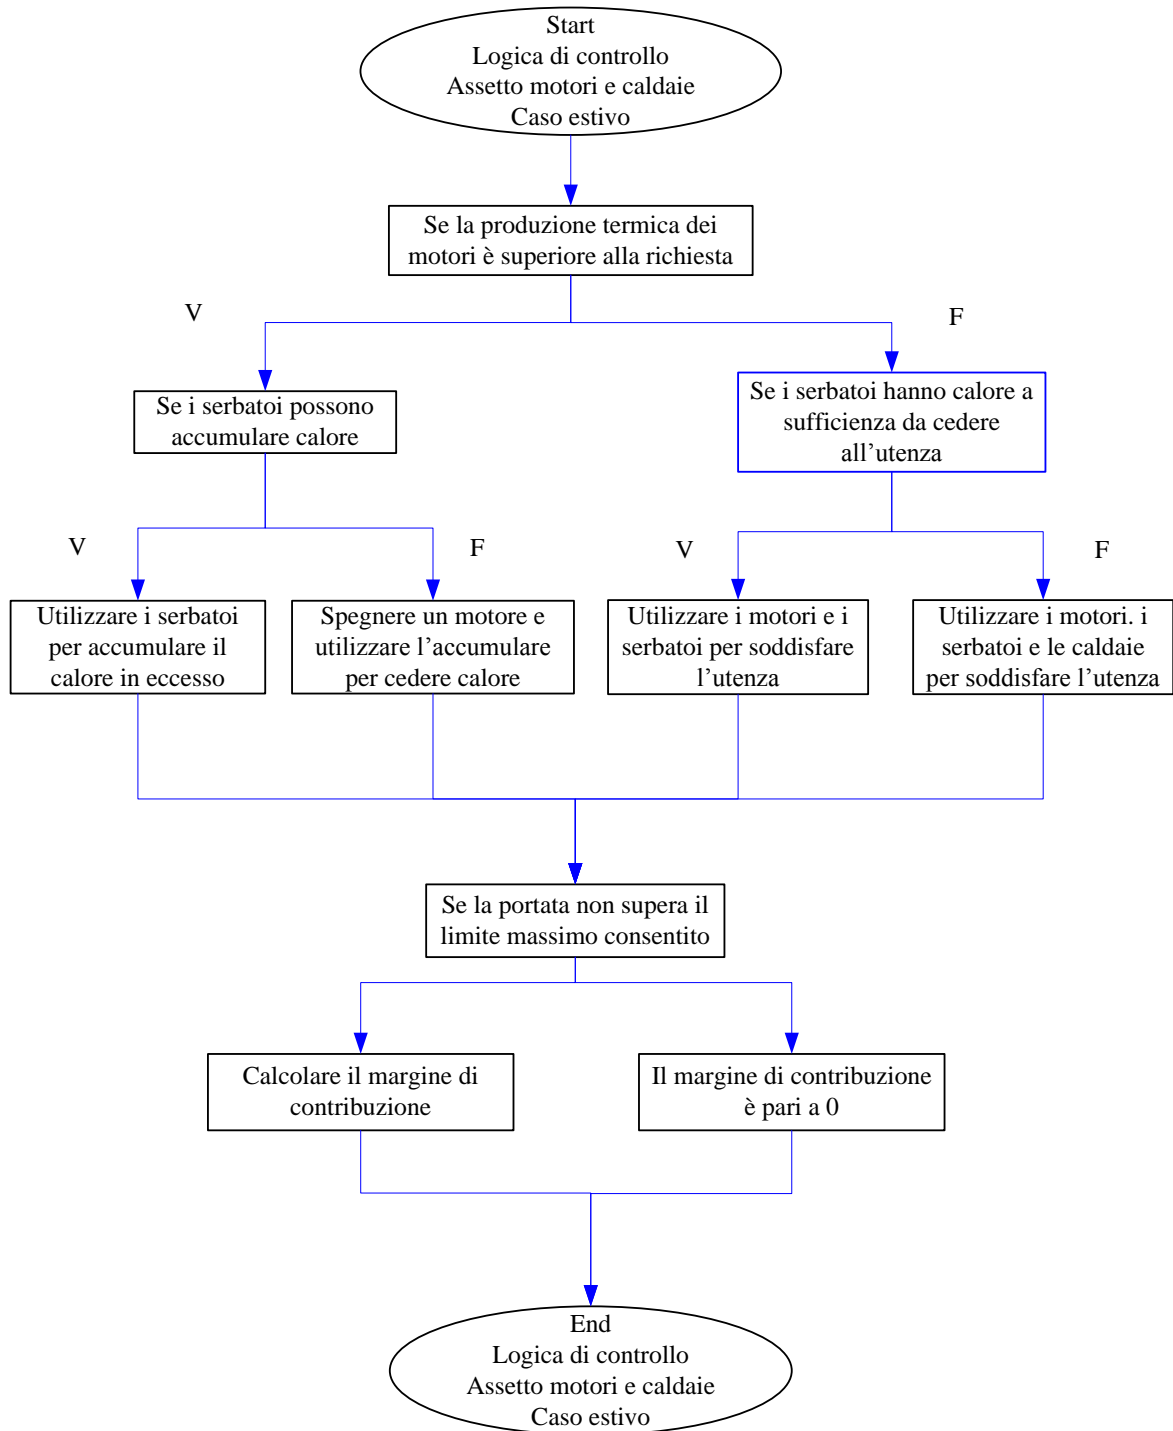 Start
Logica di controllo
Assetto motori e caldaie
Caso estivo
Se la produzione termica dei
motori è superiore alla richiesta
V
F
Se i serbatoi possono
accumulare calore
Se i serbatoi hanno calore a
sufficienza da cedere
all’utenza
V
F
V
F
Utilizzare i serbatoi
per accumulare il
calore in eccesso
Spegnere un motore e
utilizzare l’accumulare
per cedere calore
Utilizzare i motori e i
serbatoi per soddisfare
l’utenza
Utilizzare i motori. i
serbatoi e le caldaie
per soddisfare l’utenza
Se la portata non supera il
limite massimo consentito
Calcolare il margine di
contribuzione
Il margine di contribuzione
è pari a 0
End
Logica di controllo
Assetto motori e caldaie
Caso estivo